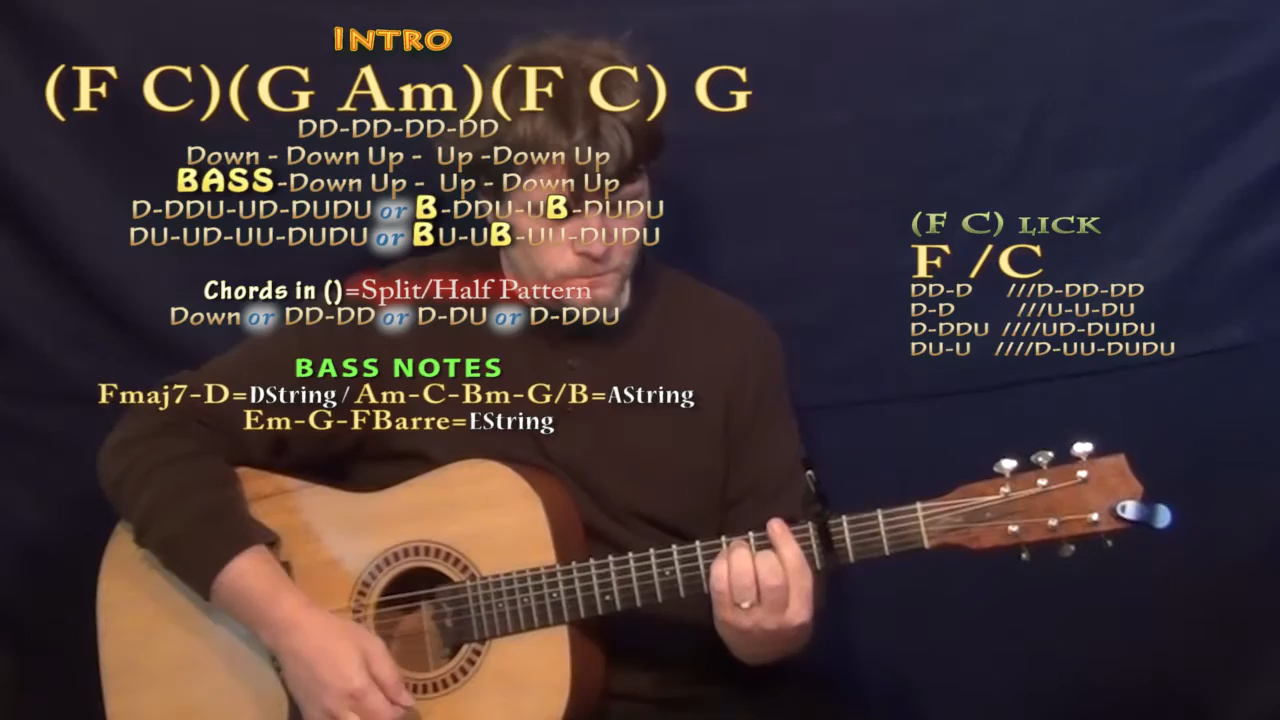 Intro
(F C)(G Am)(F C) G
DD-DD-DD-DD
Down - Down Up - Up -Down Up
BASS-Down Up - Up - Down Up
D-DDU-UD-DUDU or B-DDU-UB-DUDU
DU-UD-UU-DUDU or BU-UB-UU-DUDU
Chords in ()=Split/Half Pattern
Down or DD-DD or D-DU or D-DDU
BASS NOTES
Fmaj7-D=DString / Am-C-Bm-G/B=AString
Em-G-FBarre=EString
(F C) LICK
F /C
DD-D ///D-DD-DD
D-D ///U-U-DU
D-DDU ////UD-DUDU
DU-U ////D-UU-DUDU